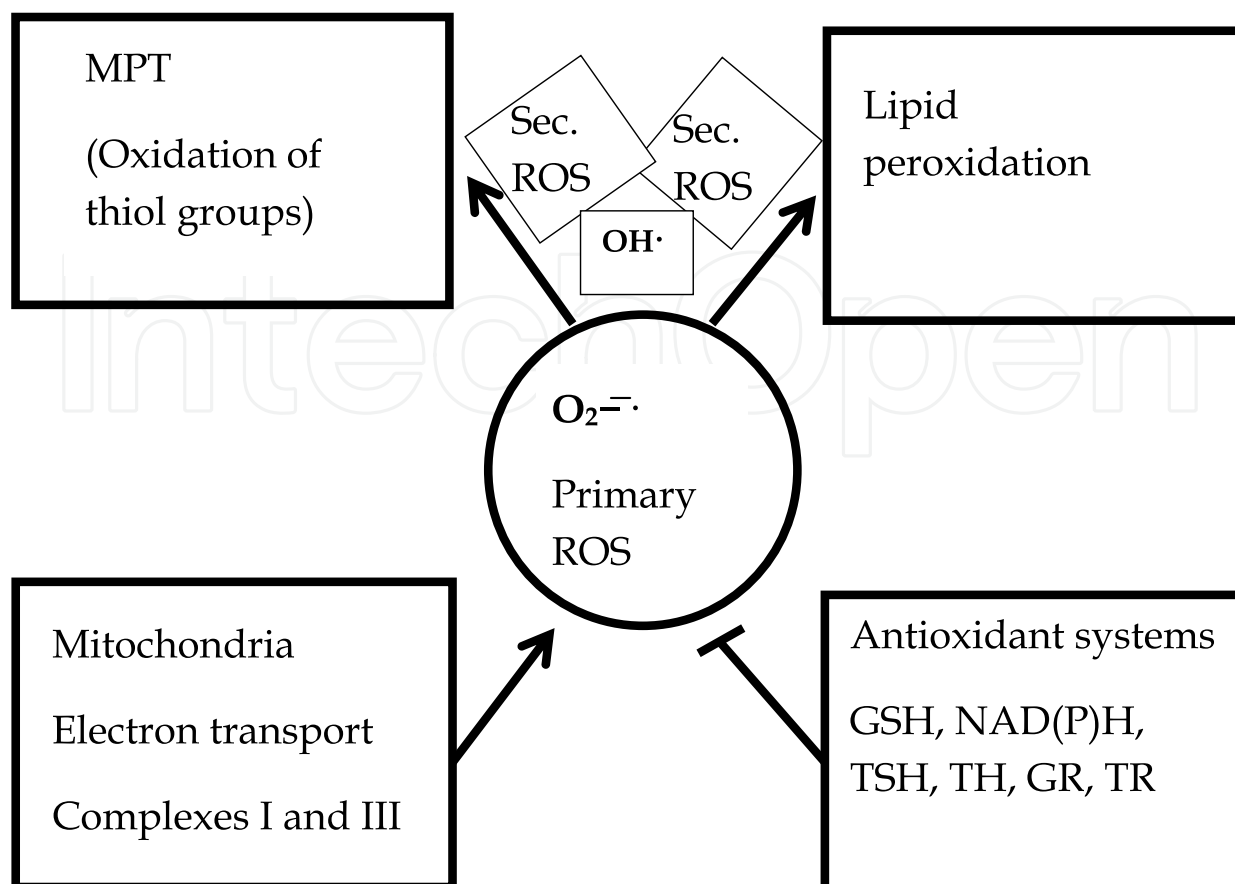 MPT
(Oxidation of
thiol groups)
Sec.
ROS
Sec.
ROS
OH·
Lipid
peroxidation
O₂–⁻·
Primary
ROS
Mitochondria
Electron transport
Complexes I and III
Antioxidant systems
GSH, NAD(P)H,
TSH, TH, GR, TR
IntechOpen